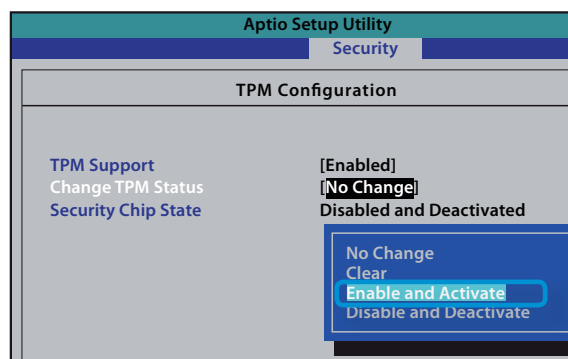 Aptio Setup Utility
Security
TPM Configuration
TPM Support [Enabled]
Change TPM Status [No Change]
Security Chip State Disabled and Deactivated
No Change
Clear
Enable and Activate
Disable and Deactivate